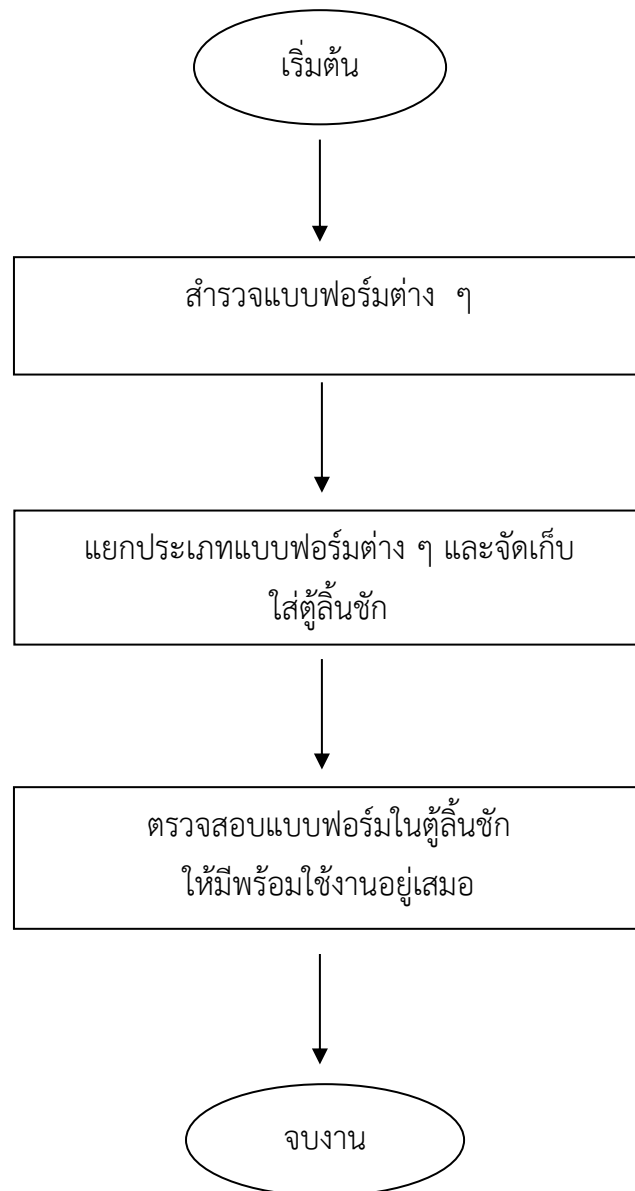 เริ่มต้น
สำรวจแบบฟอร์มต่าง ๆ
แยกประเภทแบบฟอร์มต่าง ๆ และจัดเก็บ
ใส่ตู้ลิ้นชัก
ตรวจสอบแบบฟอร์มในตู้ลิ้นชัก
ให้มีพร้อมใช้งานอยู่เสมอ
จบงาน